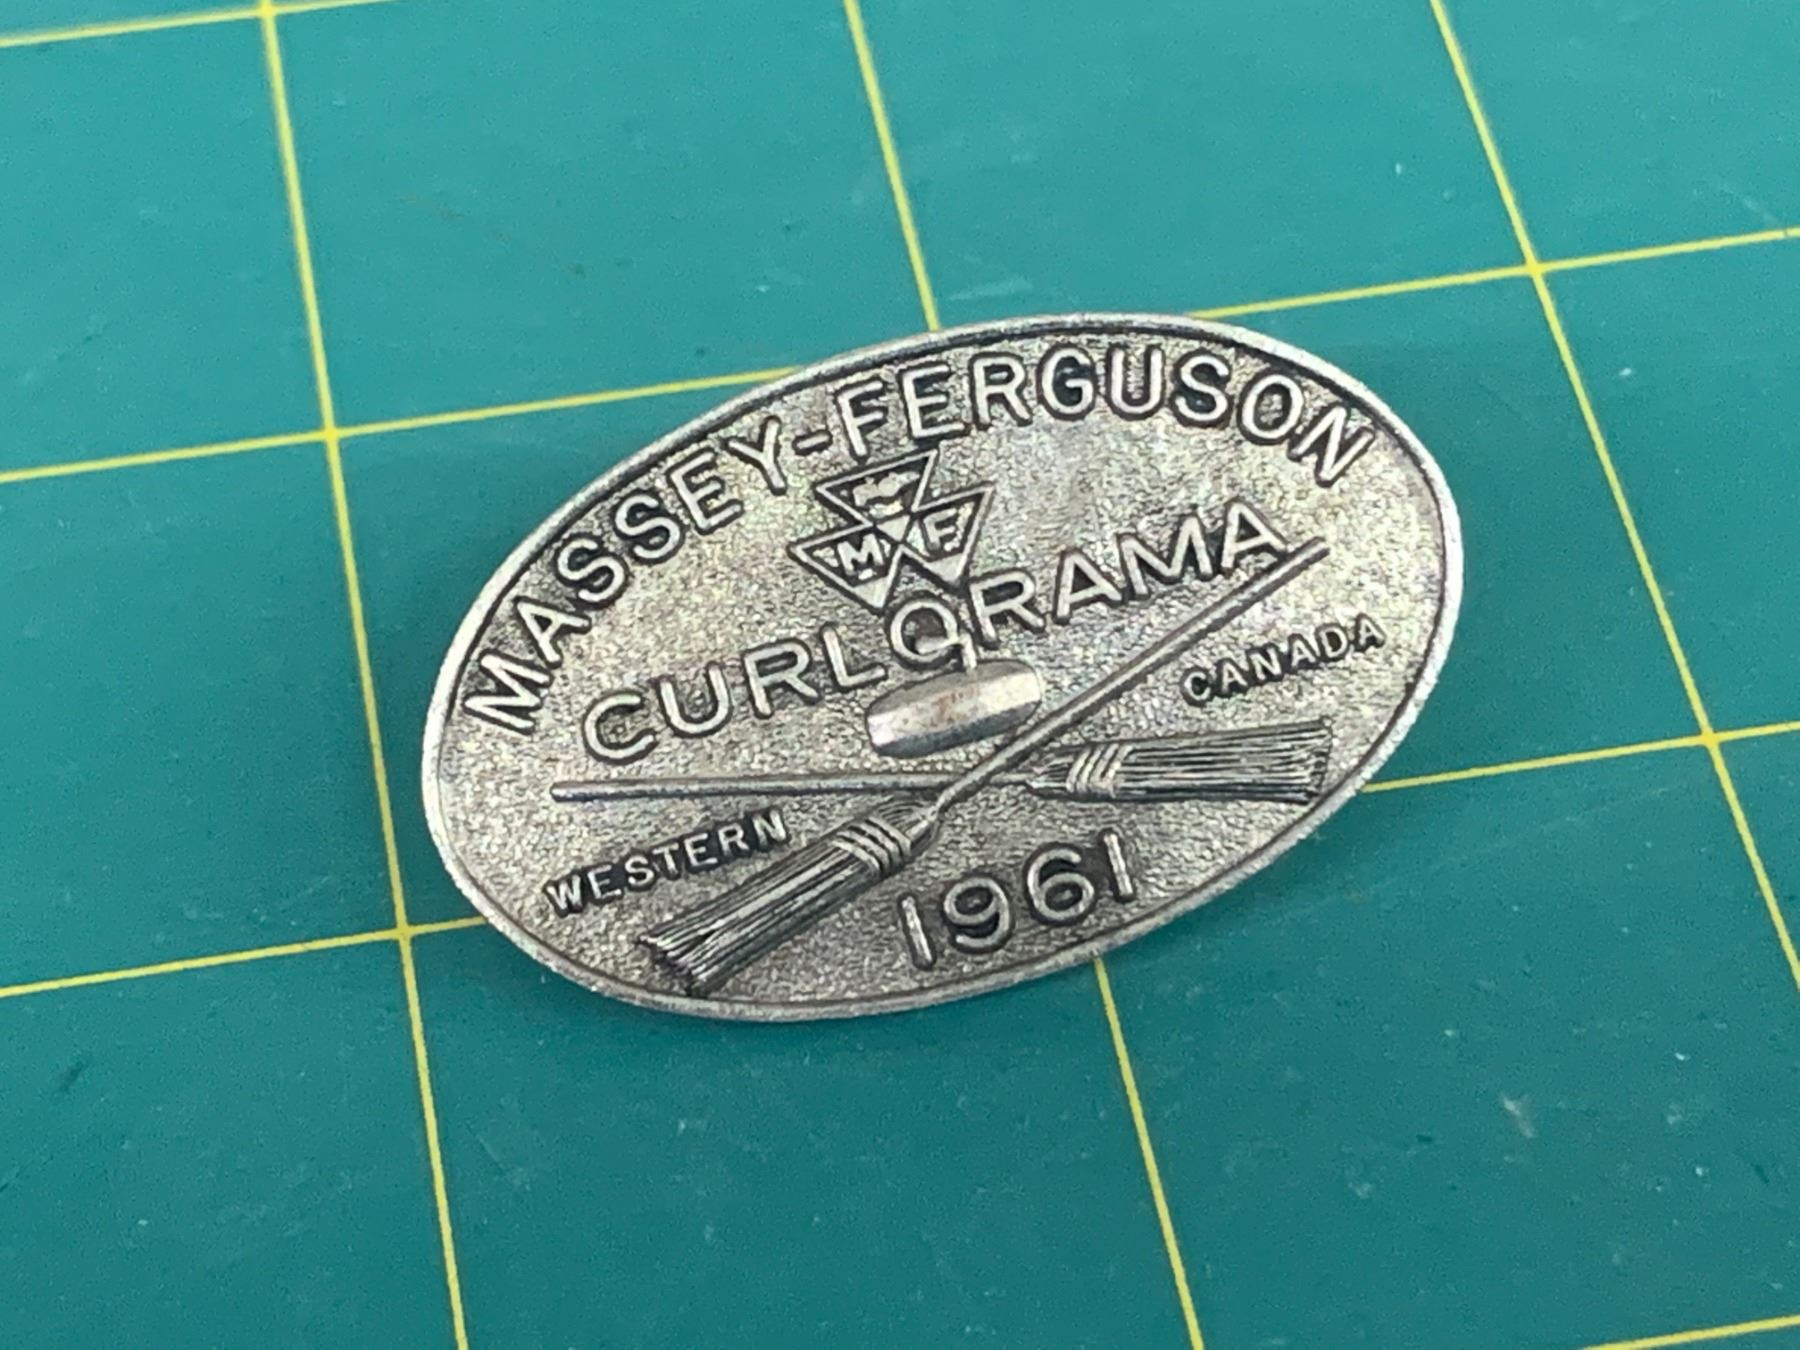 MASSEY-FERGUSON
M F
CURLORAMA
CANADA
WESTERN
1961